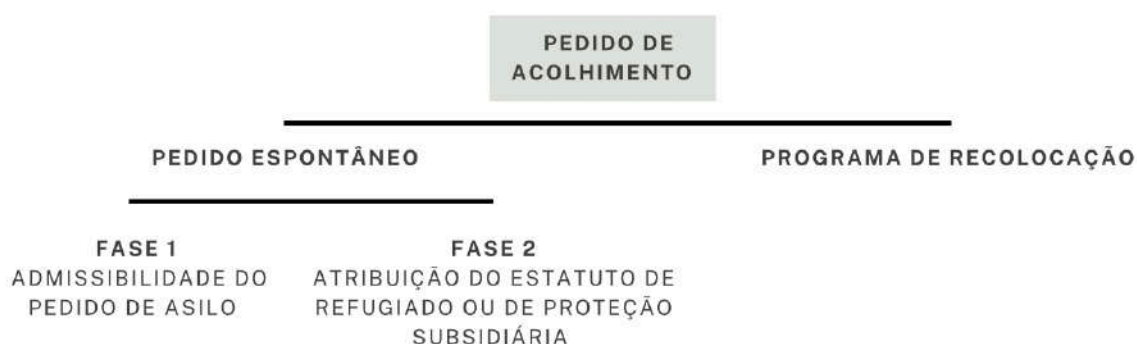 PEDIDO DE
ACOLHIMENTO
PEDIDO ESPONTÂNEO
PROGRAMA DE RECOLOCAÇÃO
FASE 1
ADMISSIBILIDADE DO
PEDIDO DE ASILO
FASE 2
ATRIBUIÇÃO DO ESTATUTO DE
REFUGIADO OU DE PROTEÇÃO
SUBSIDIÁRIA